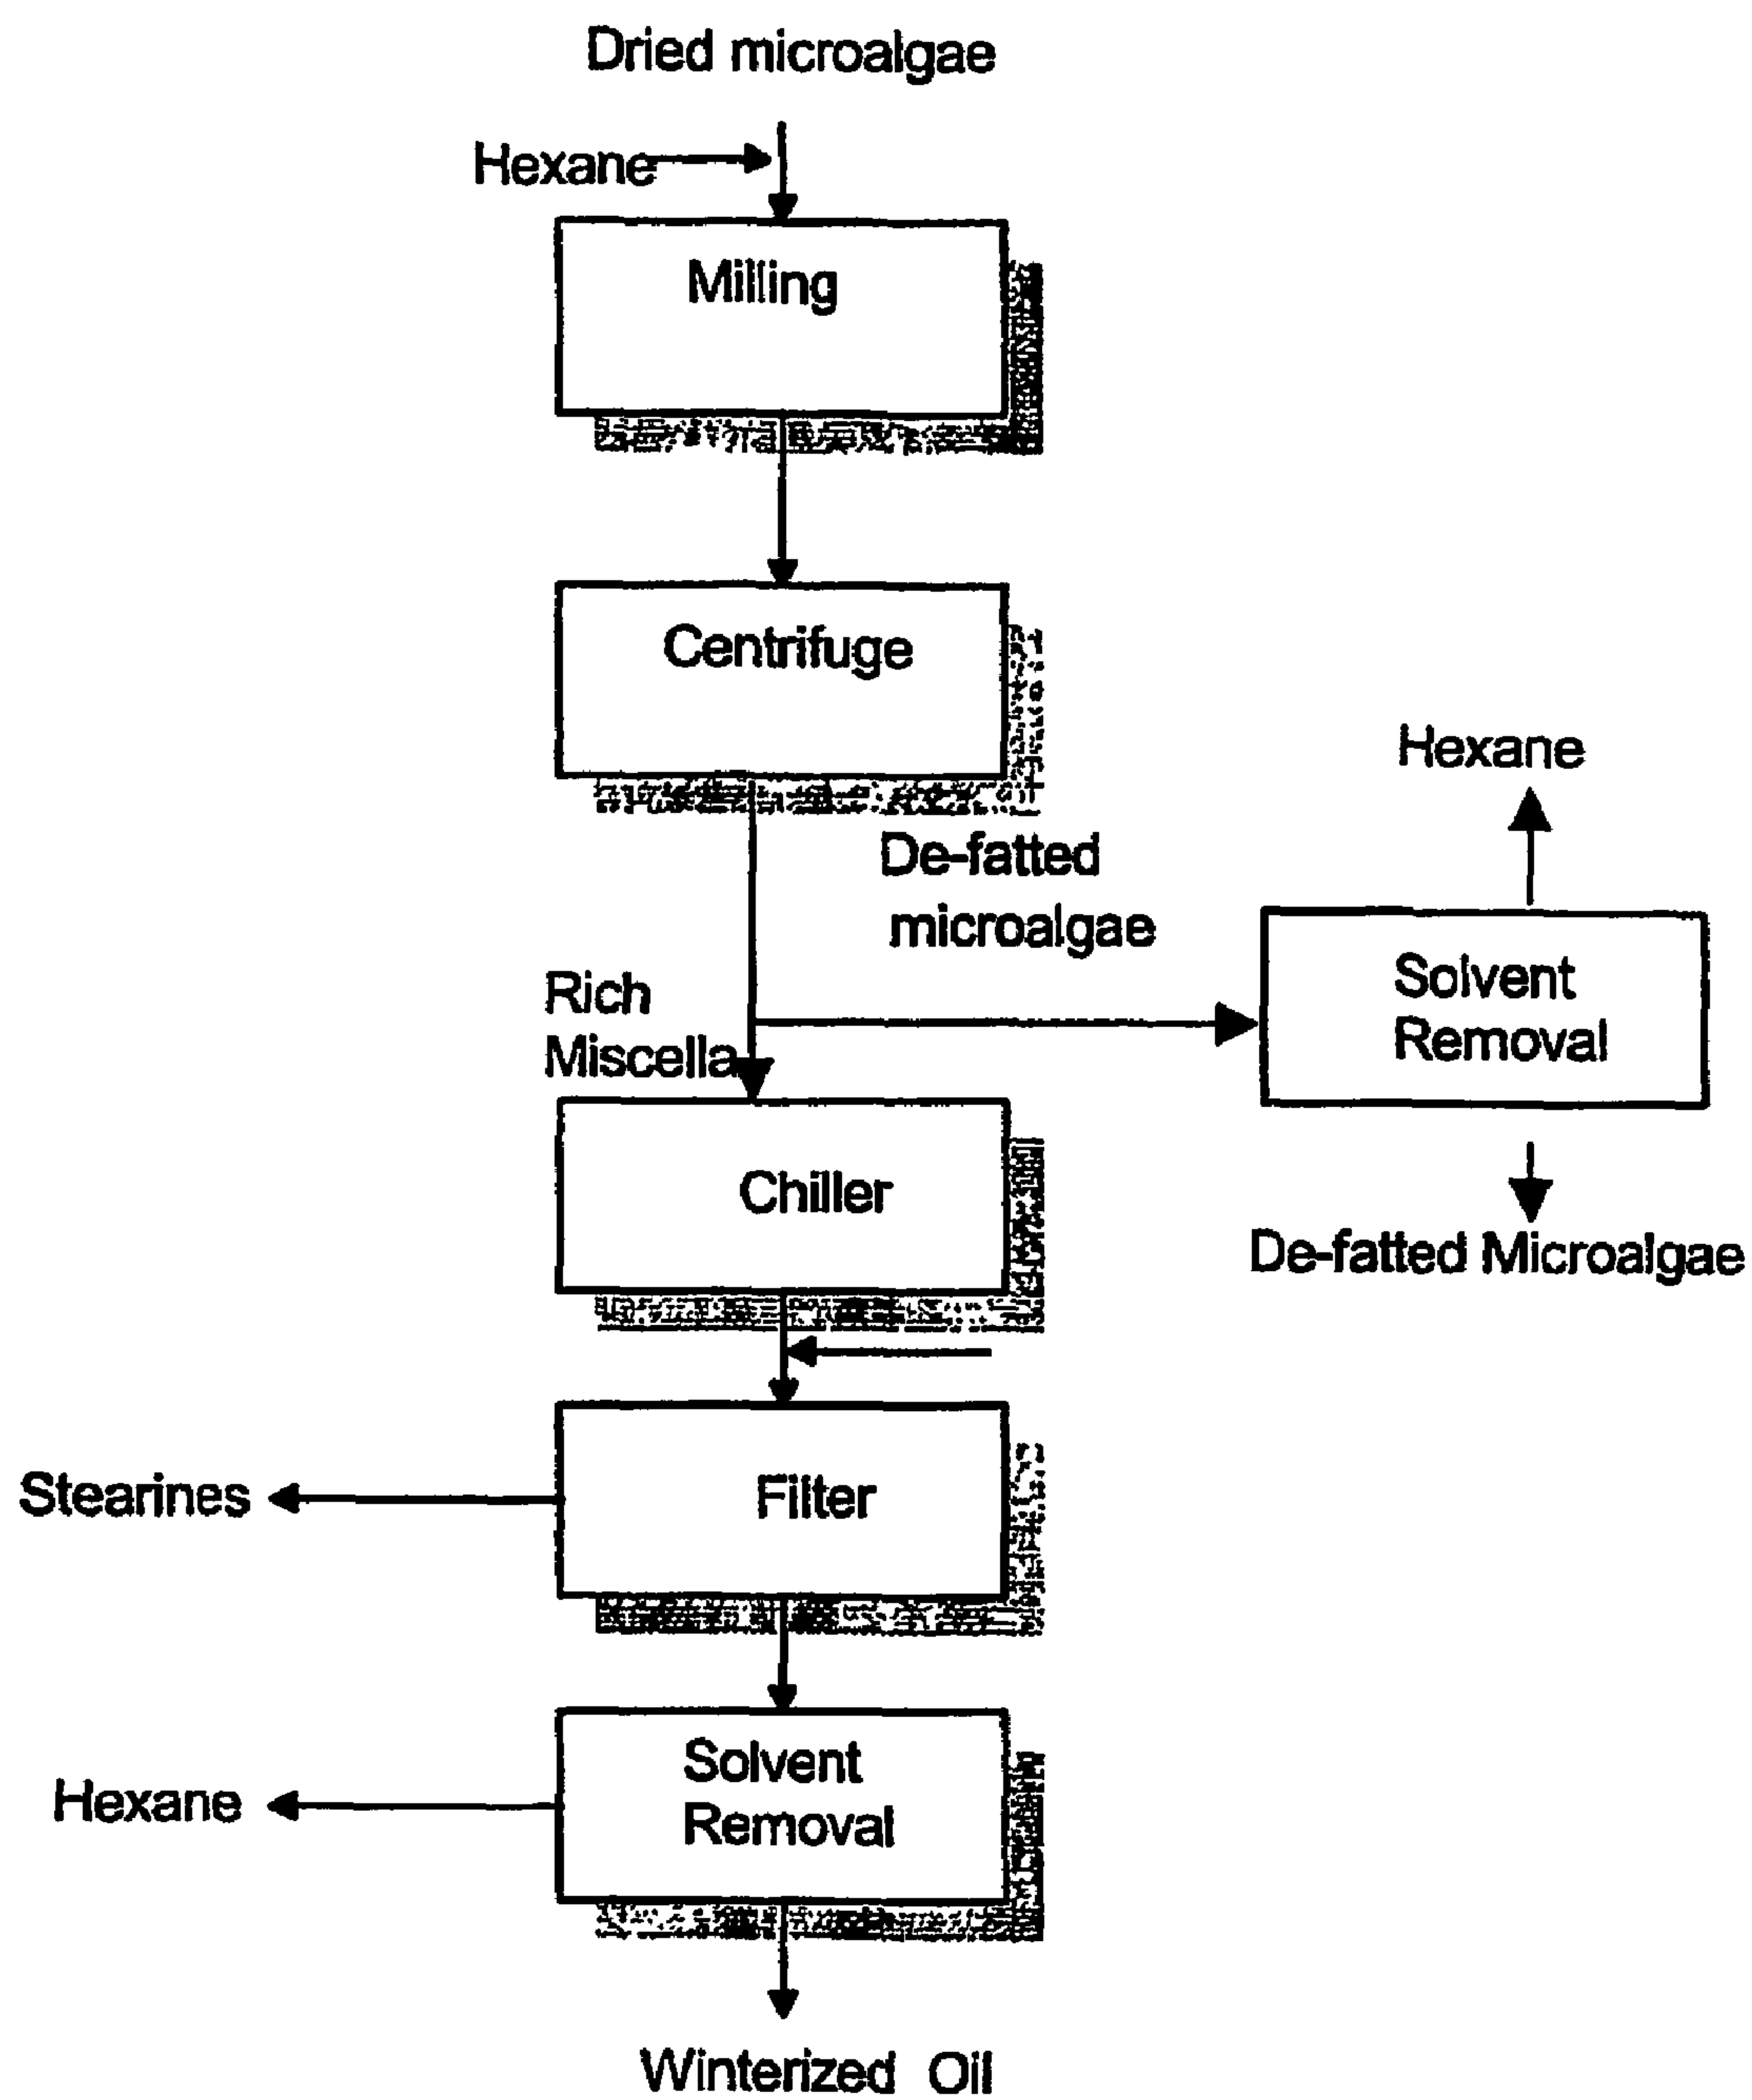 Dried microalgae
Hexane
Milling
Centrifuge
Hexane
De-fatted
microalgae
Solvent
Removal
Rich
Miscella
Chiller
De-fatted Microalgae
Stearines
Filter
Solvent
Removal
Hexane
Winterized Oil